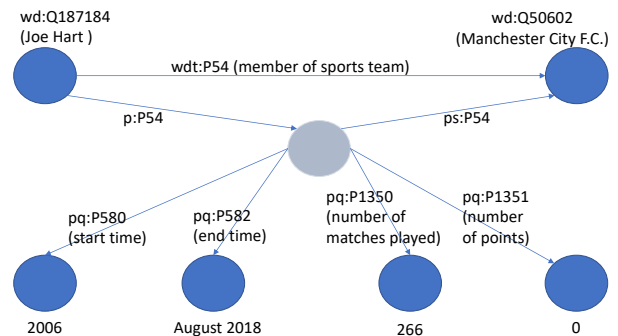 wd:Q187184
(Joe Hart )
wd:Q50602
(Manchester City F.C.)
wdt:P54 (member of sports team)
p:P54
ps:P54
pq:P580
(start time)
pq:P582
(end time)
pq:P1350
(number of
matches played)
pq:P1351
(number
of points)
2006
August 2018
266
0